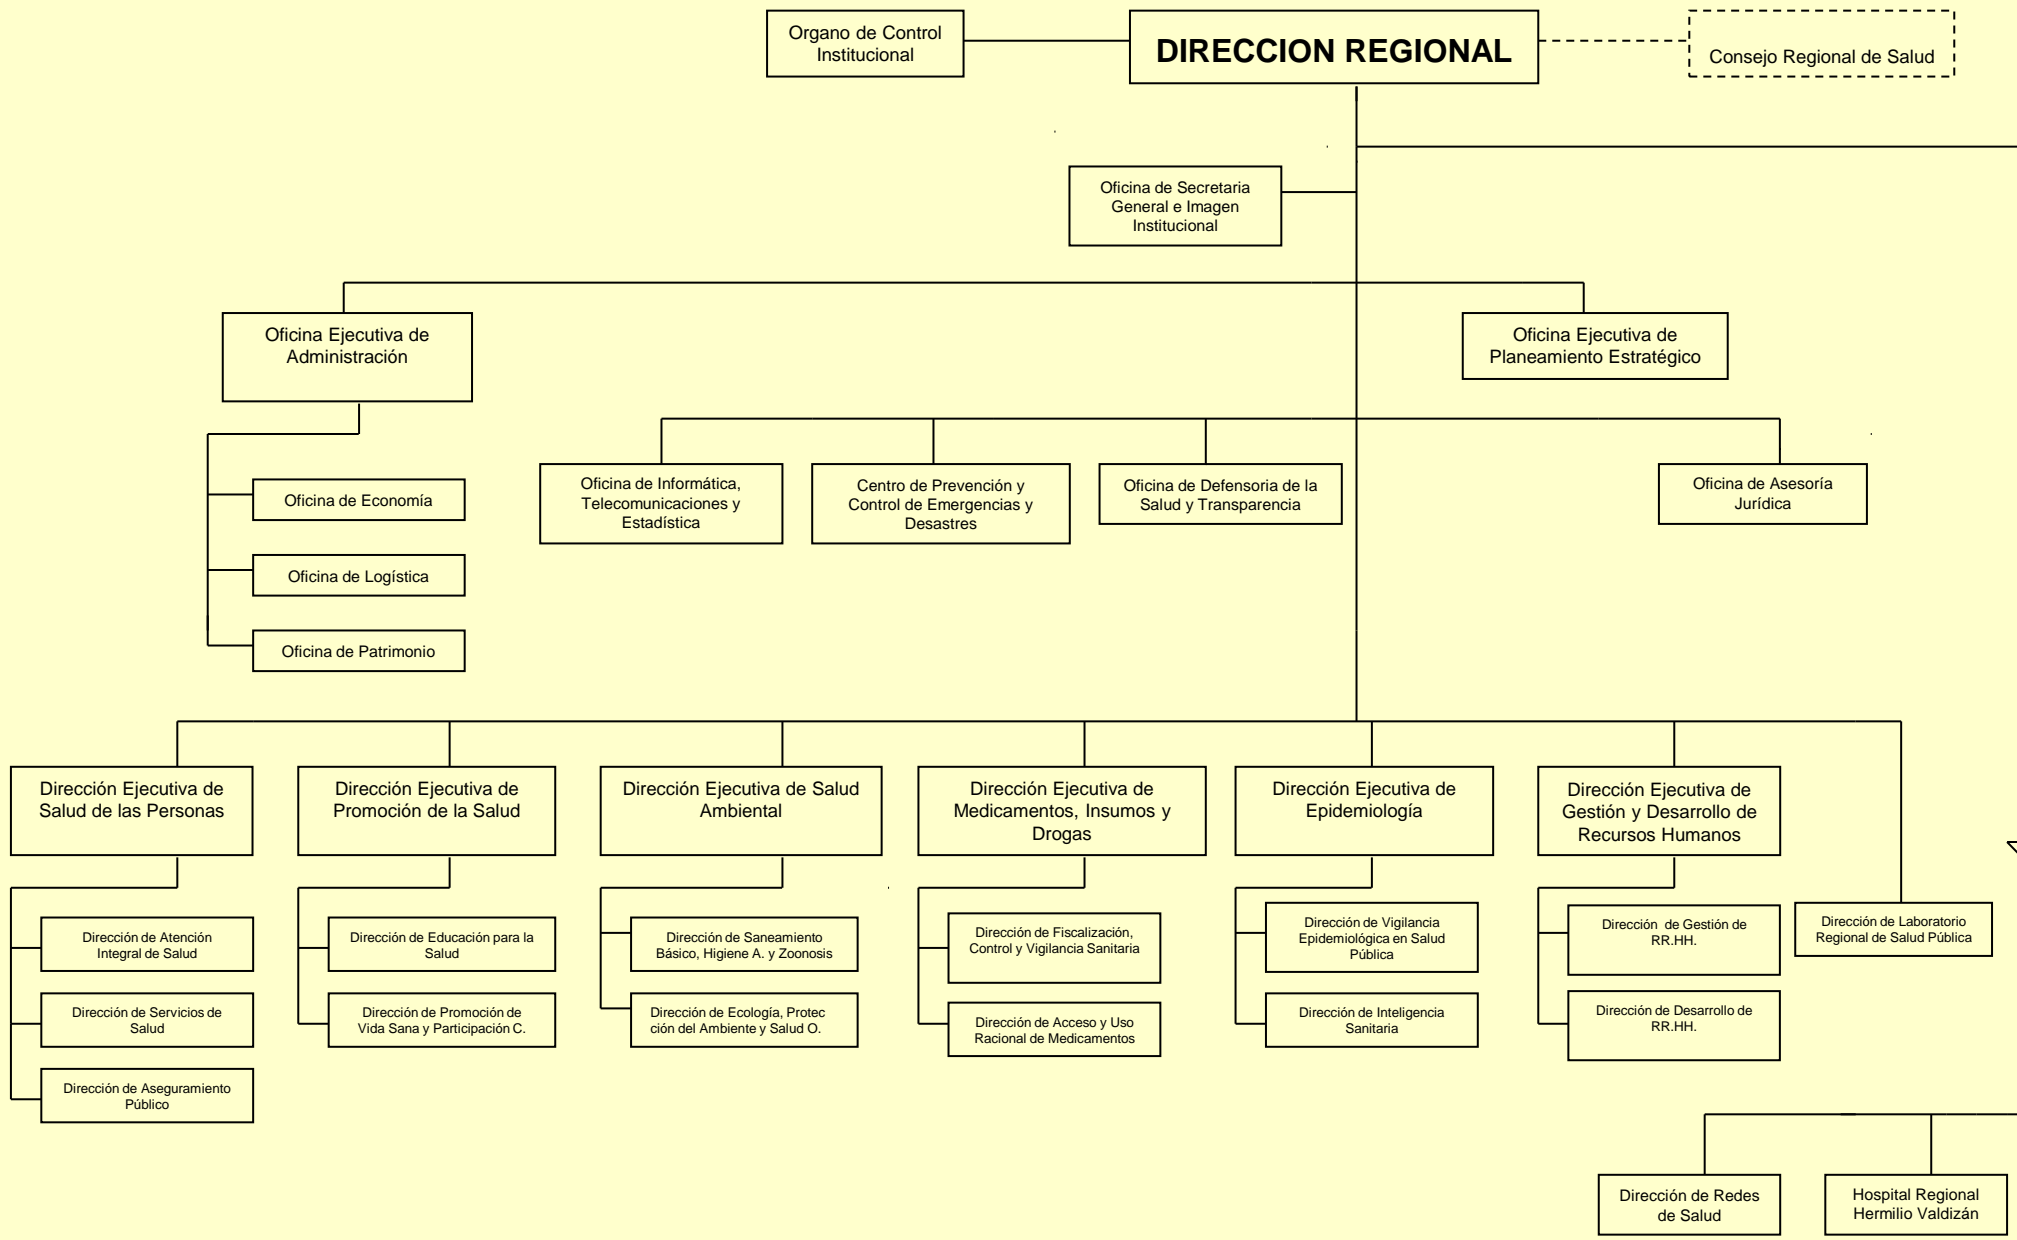 Organo de Control
Institucional
DIRECCION REGIONAL
Consejo Regional de Salud
Oficina de Secretaria
General e Imagen
Institucional
Oficina Ejecutiva de
Administración
Oficina Ejecutiva de
Planeamiento Estratégico
Oficina de Economía
Oficina de Logística
Oficina de Patrimonio
Oficina de Informática,
Telecomunicaciones y
Estadística
Centro de Prevención y
Control de Emergencias y
Desastres
Oficina de Defensoria de la
Salud y Transparencia
Oficina de Asesoría
Jurídica
Dirección Ejecutiva de
Salud de las Personas
Dirección Ejecutiva de
Promoción de la Salud
Dirección Ejecutiva de Salud
Ambiental
Dirección Ejecutiva de
Medicamentos, Insumos y
Drogas
Dirección Ejecutiva de
Epidemiología
Dirección Ejecutiva de
Gestión y Desarrollo de
Recursos Humanos
Dirección de Atención
Integral de Salud
Dirección de Servicios de
Salud
Dirección de Aseguramiento
Público
Dirección de Educación para la
Salud
Dirección de Promoción de
Vida Sana y Participación C.
Dirección de Saneamiento
Básico, Higiene A. y Zoonosis
Dirección de Ecología, Protec
ción del Ambiente y Salud O.
Dirección de Fiscalización,
Control y Vigilancia Sanitaria
Dirección de Acceso y Uso
Racional de Medicamentos
Dirección de Vigilancia
Epidemiológica en Salud
Pública
Dirección de Inteligencia
Sanitaria
Dirección  de Gestión de
RR.HH.
Dirección de Desarrollo de
RR.HH.
Dirección de Laboratorio
Regional de Salud Pública
Dirección de Redes
de Salud
Hospital Regional
Hermilio Valdizán